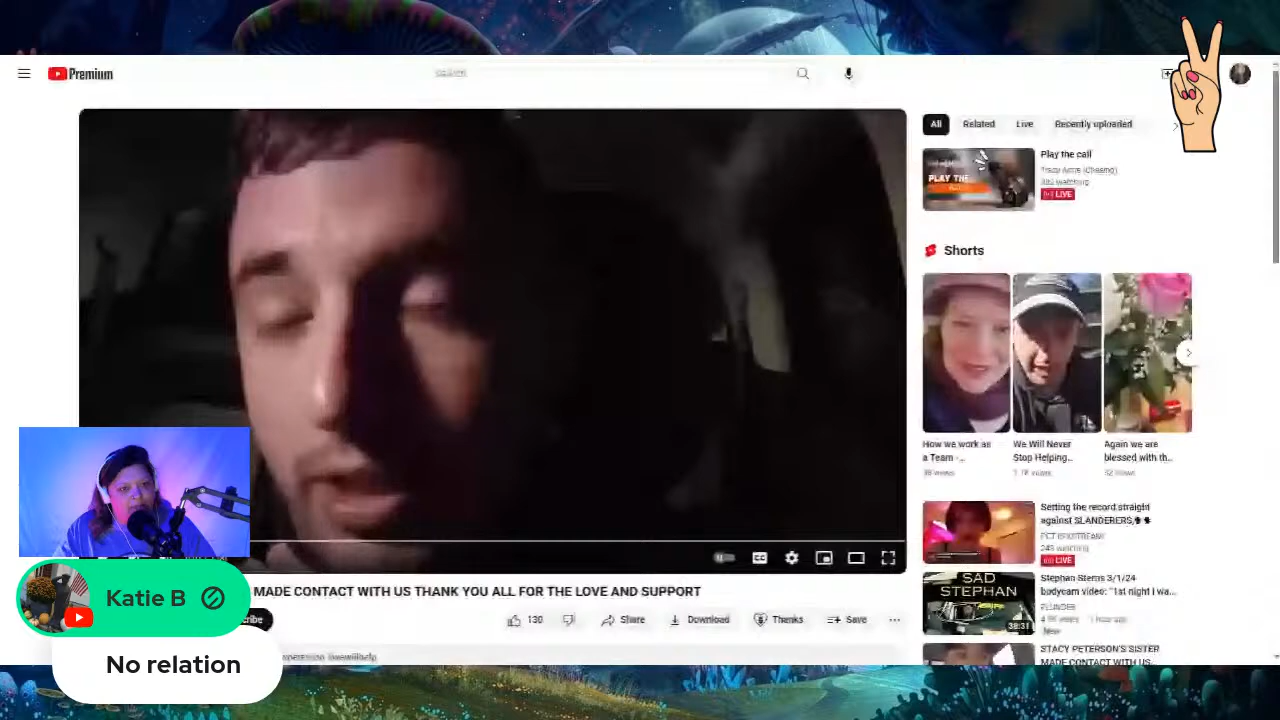 Premium
All Related Live Recently uploaded
Play the call
LIVE
Shorts
How we work as
a Team -...
We Will Never
Stop Helping...
Again we are
blessed with th...
Setting the record straight
against SLANDERERS
LIVE
SAD
STEPHAN
38:31
Stephan Sterns 3/1/24
bodycam video: "1st night I wa...
New
STACY PETERSON'S SISTER
MADE CONTACT WITH US
MADE CONTACT WITH US THANK YOU ALL FOR THE LOVE AND SUPPORT
130 Share Download Thanks Save
Katie B
No relation